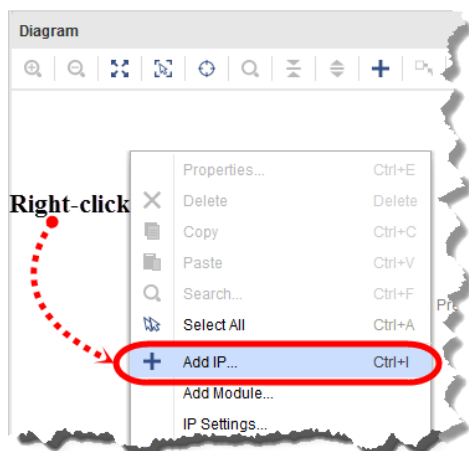 Diagram
Properties... Ctrl+E
Right-click
Delete Delete
Copy Ctrl+C
Paste Ctrl+V
Search... Ctrl+F
Select All Ctrl+A
Add IP... Ctrl+I
Add Module...
IP Settings...